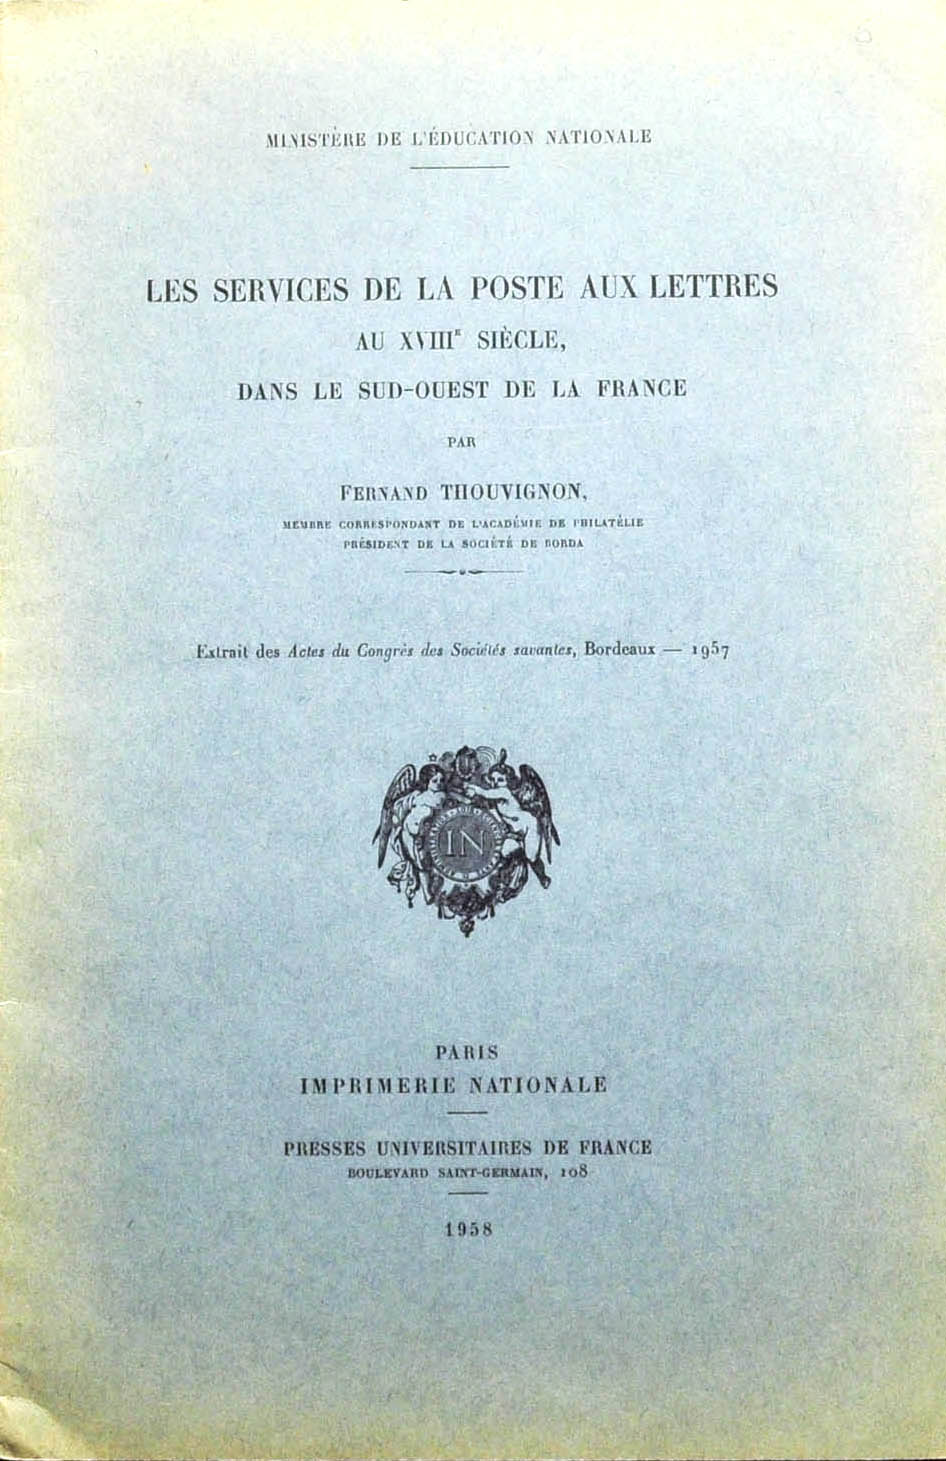 MINISTÈRE DE L'ÉDUCATION NATIONALE
LES SERVICES DE LA POSTE AUX LETTRES
AU XVIIIᴱ SIÈCLE,
DANS LE SUD-OUEST DE LA FRANCE
PAR
FERNAND THOUVIGNON,
MEMBRE CORRESPONDANT DE L'ACADÉMIE DE PHILATÉLIE
PRÉSIDENT DE LA SOCIÉTÉ DE BORDA
Extrait des Actes du Congrès des Sociétés savantes, Bordeaux — 1957
IN
PARIS
IMPRIMERIE NATIONALE
PRESSES UNIVERSITAIRES DE FRANCE
BOULEVARD SAINT-GERMAIN, 108
1958